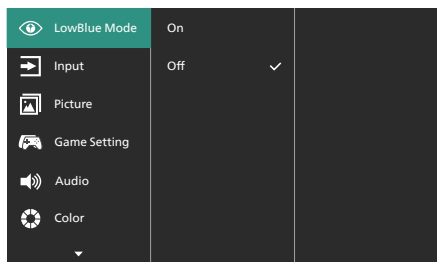 LowBlue Mode
On
Input
Off
Picture
Game Setting
Audio
Color